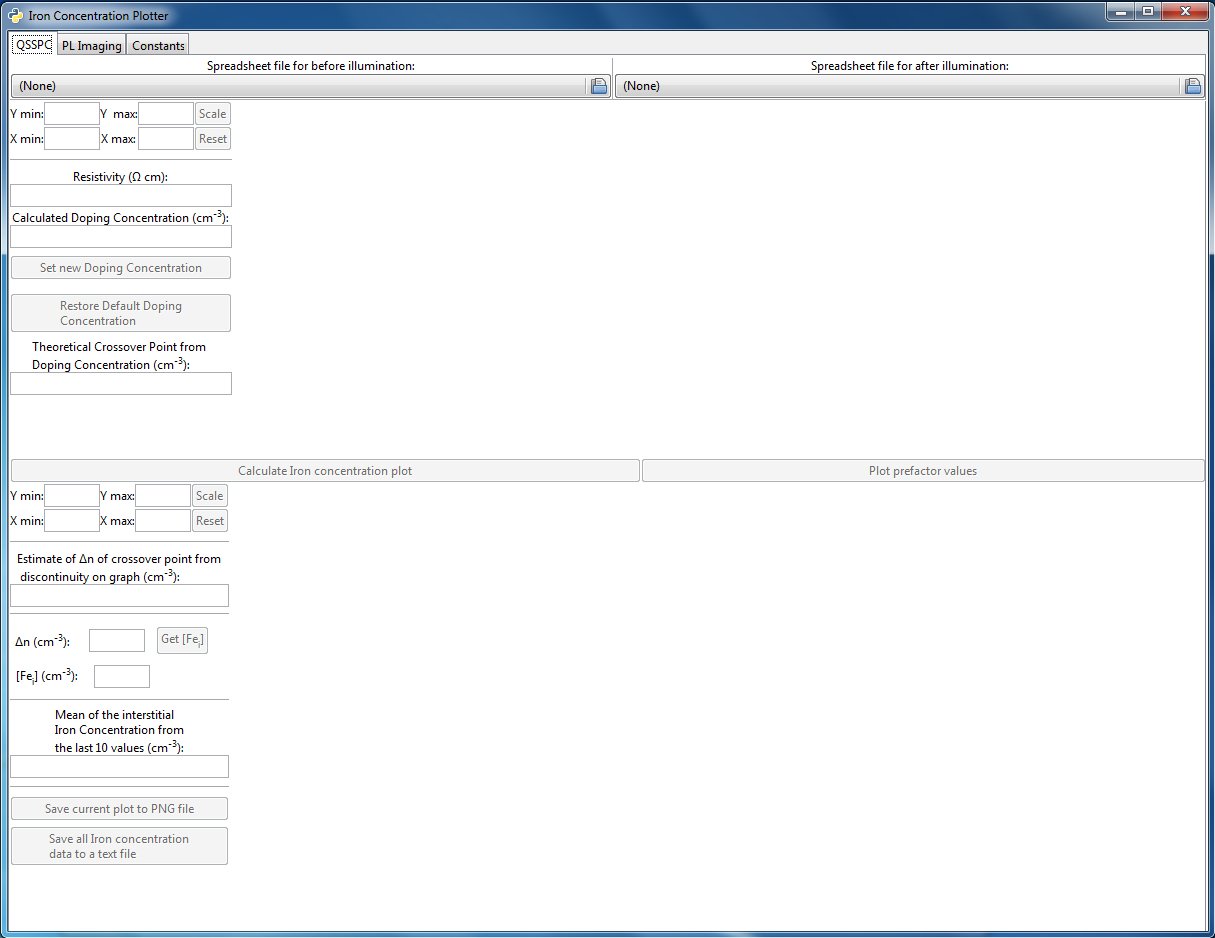 Iron Concentration Plotter
QSSPC PL Imaging Constants
Spreadsheet file for before illumination: Spreadsheet file for after illumination:
(None) (None)
Y min: Y max: Scale
X min: X max: Reset
Resistivity (Ω cm):
Calculated Doping Concentration (cm⁻³):
Set new Doping Concentration
Restore Default Doping
Concentration
Theoretical Crossover Point from
Doping Concentration (cm⁻³):
Calculate Iron concentration plot Plot prefactor values
Y min: Y max: Scale
X min: X max: Reset
Estimate of Δn of crossover point from
discontinuity on graph (cm⁻³):
Δn (cm⁻³): Get [Feᵢ]
[Feᵢ] (cm⁻³):
Mean of the interstitial
Iron Concentration from
the last 10 values (cm⁻³):
Save current plot to PNG file
Save all Iron concentration
data to a text file